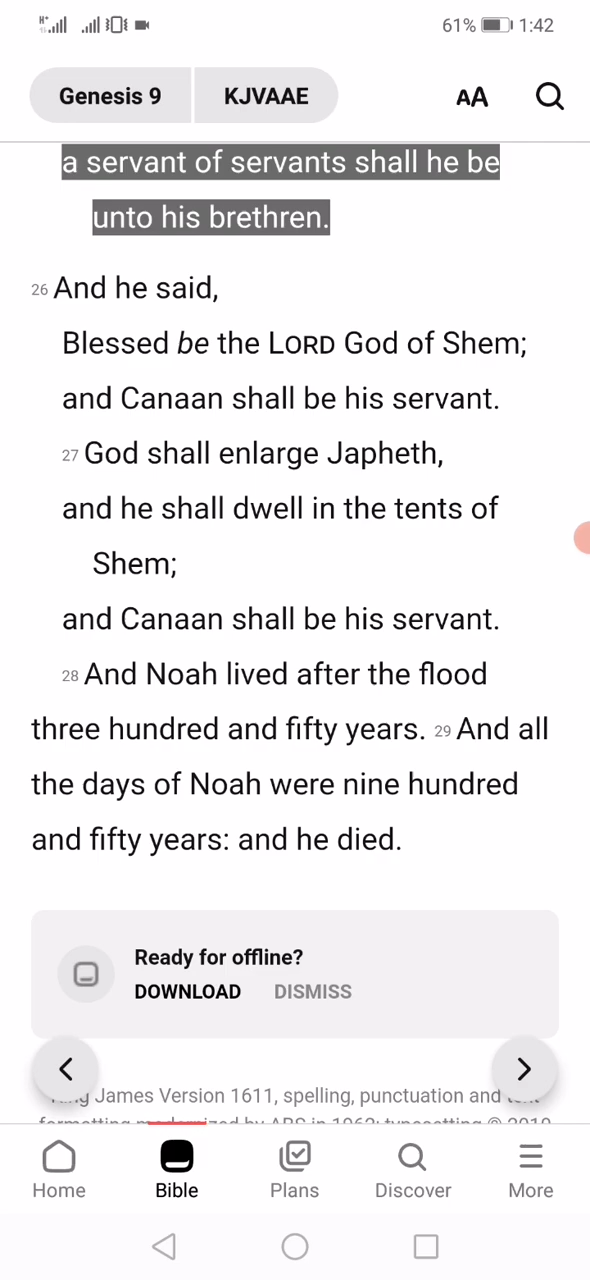 61% 1:42
Genesis 9 KJVAAE AA
a servant of servants shall he be
unto his brethren.
26 And he said,
Blessed be the LORD God of Shem;
and Canaan shall be his servant.
27 God shall enlarge Japheth,
and he shall dwell in the tents of
Shem;
and Canaan shall be his servant.
28 And Noah lived after the flood
three hundred and fifty years. 29 And all
the days of Noah were nine hundred
and fifty years: and he died.
Ready for offline?
DOWNLOAD DISMISS
James Version 1611, spelling, punctuation and
Home Bible Plans Discover More